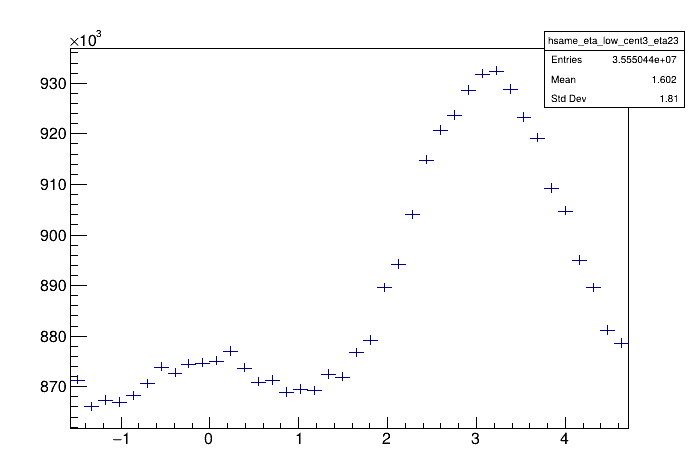 ×10³
hsame_eta_low_cent3_eta23
Entries 3.555044e+07
Mean 1.602
Std Dev 1.81
930
920
910
900
890
880
870
−1 0 1 2 3 4